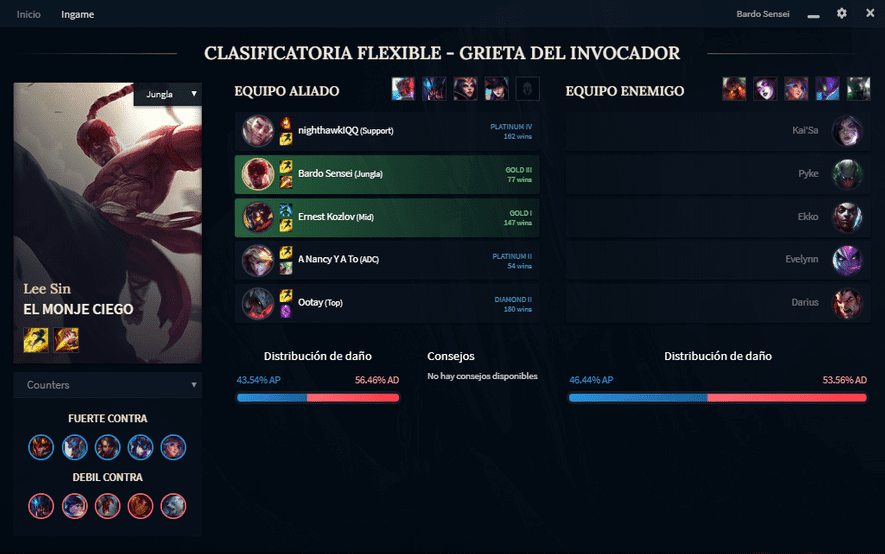 Inicio
Ingame
Bardo Sensei
CLASIFICATORIA FLEXIBLE - GRIETA DEL INVOCADOR
Jungla
Lee Sin
EL MONJE CIEGO
Counters
FUERTE CONTRA
DEBIL CONTRA
EQUIPO ALIADO
nighthawkIQQ (Support)
PLATINUM IV
162 wins
Bardo Sensei (Jungla)
GOLD III
77 wins
Ernest Kozlov (Mid)
GOLD I
147 wins
A Nancy Y A To (ADC)
PLATINUM II
54 wins
Ootay (Top)
DIAMOND II
180 wins
Distribución de daño
43.54% AP
56.46% AD
Consejos
No hay consejos disponibles
EQUIPO ENEMIGO
Kai'Sa
Pyke
Ekko
Evelynn
Darius
Distribución de daño
46.44% AP
53.56% AD